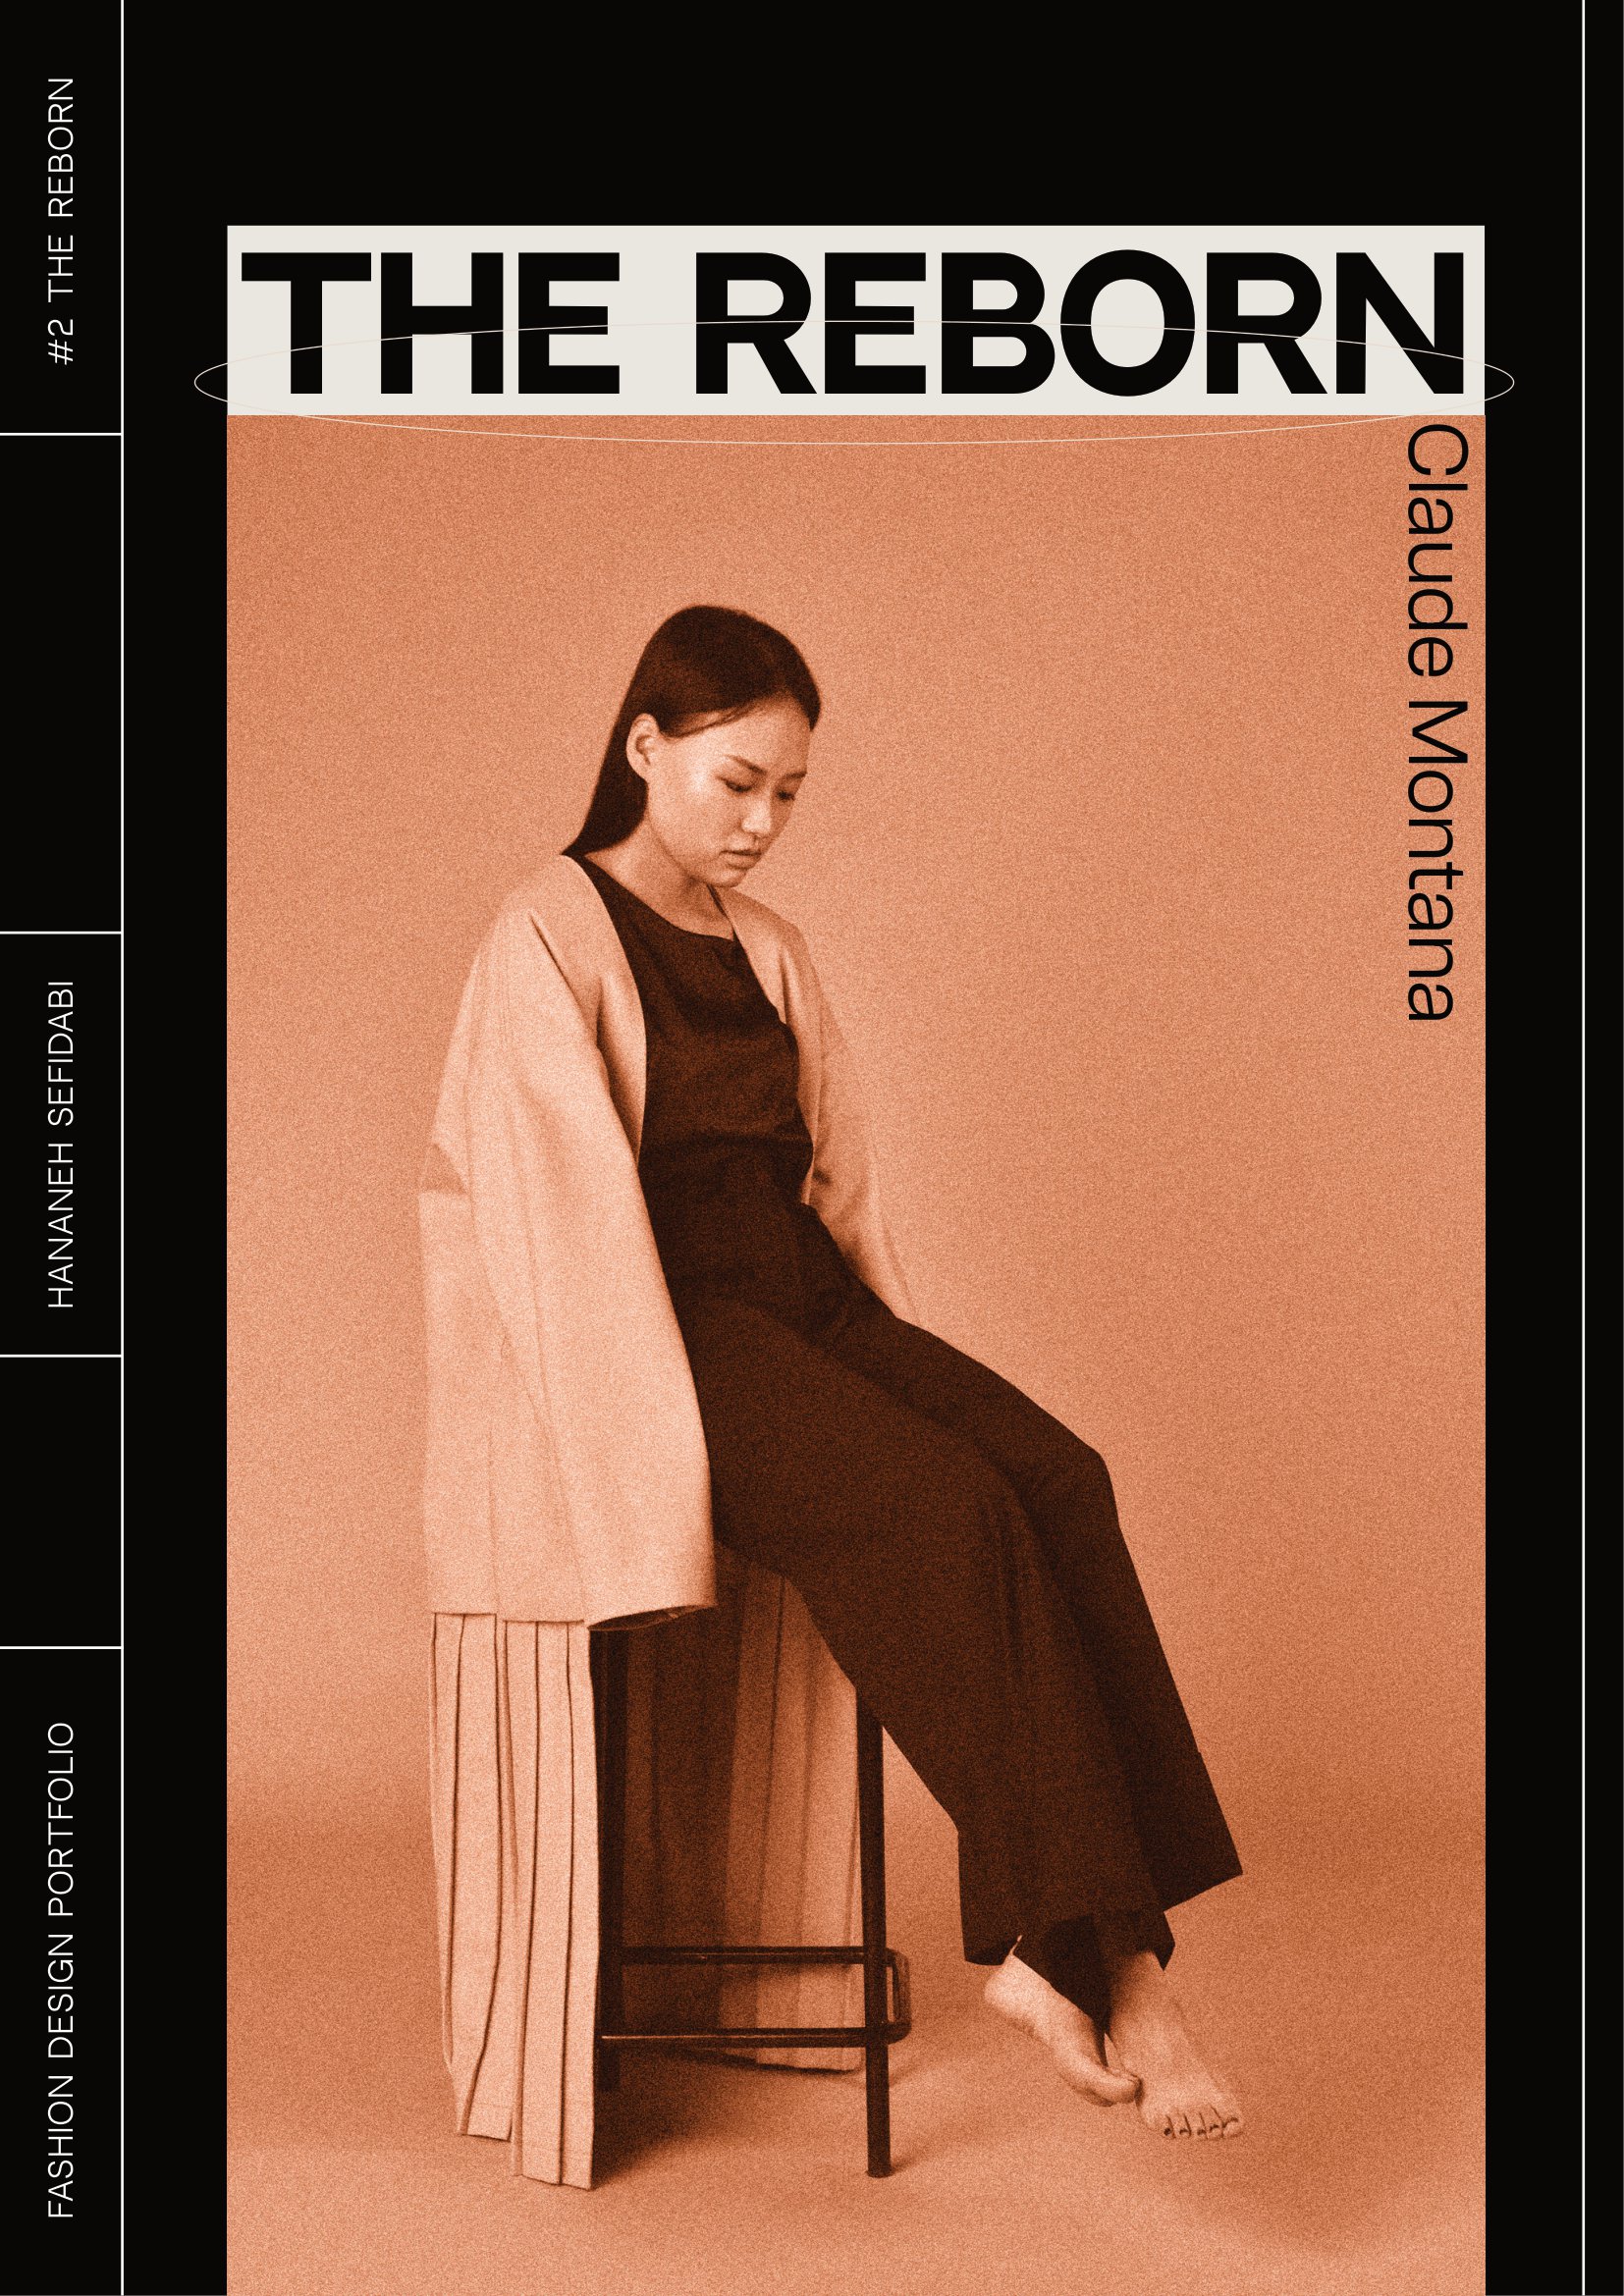 #2 THE REBORN
HANANEH SEFIDABI
FASHION DESIGN PORTFOLIO
THE REBORN
Claude Montana